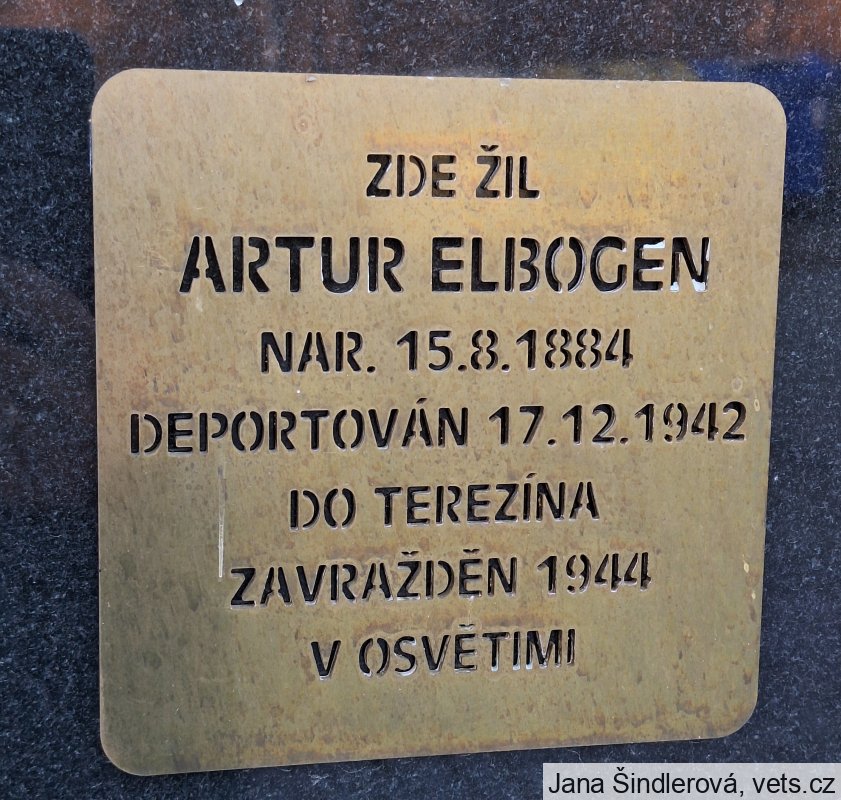 ZDE ŽIL
ARTUR ELBOGEN
NAR. 15.8.1884
DEPORTOVÁN 17.12.1942
DO TEREZÍNA
ZAVRAŽDĚN 1944
V OSVĚTIMI
Jana Šindlerová, vets.cz